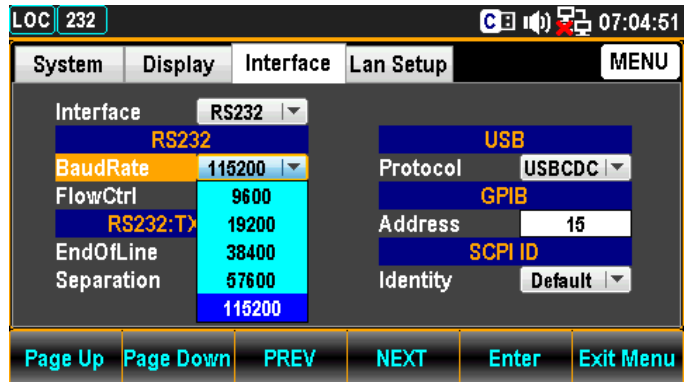 LOC 232 C 07:04:51
System Display Interface Lan Setup MENU
Interface RS232
RS232 USB
BaudRate 115200 Protocol USBCDC
FlowCtrl 9600 GPIB
RS232:TX 19200 Address 15
EndOfLine 38400 SCPI ID
Separation 57600 Identity Default
115200
Page Up Page Down PREV NEXT Enter Exit Menu